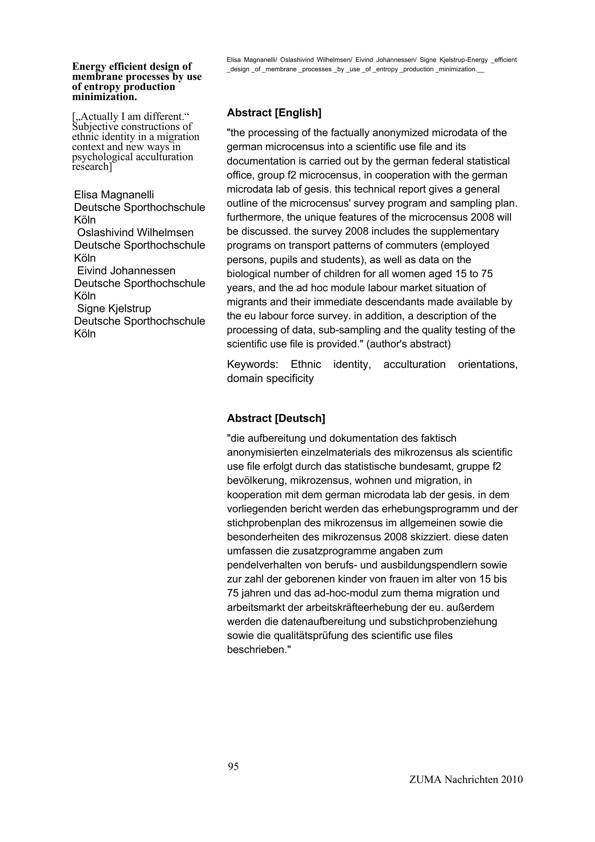 Energy efficient design of
membrane processes by use
of entropy production
minimization.
[„Actually I am different.“
Subjective constructions of
ethnic identity in a migration
context and new ways in
psychological acculturation
research]
Elisa Magnanelli
Deutsche Sporthochschule
Köln
Oslashivind Wilhelmsen
Deutsche Sporthochschule
Köln
Eivind Johannessen
Deutsche Sporthochschule
Köln
Signe Kjelstrup
Deutsche Sporthochschule
Köln
Elisa Magnanelli/ Oslashivind Wilhelmsen/ Eivind Johannessen/ Signe Kjelstrup-Energy _efficient
_design _of _membrane _processes _by _use _of _entropy _production _minimization.__
Abstract [English]
"the processing of the factually anonymized microdata of the
german microcensus into a scientific use file and its
documentation is carried out by the german federal statistical
office, group f2 microcensus, in cooperation with the german
microdata lab of gesis. this technical report gives a general
outline of the microcensus' survey program and sampling plan.
furthermore, the unique features of the microcensus 2008 will
be discussed. the survey 2008 includes the supplementary
programs on transport patterns of commuters (employed
persons, pupils and students), as well as data on the
biological number of children for all women aged 15 to 75
years, and the ad hoc module labour market situation of
migrants and their immediate descendants made available by
the eu labour force survey. in addition, a description of the
processing of data, sub-sampling and the quality testing of the
scientific use file is provided." (author's abstract)
Keywords: Ethnic identity, acculturation orientations,
domain specificity
Abstract [Deutsch]
"die aufbereitung und dokumentation des faktisch
anonymisierten einzelmaterials des mikrozensus als scientific
use file erfolgt durch das statistische bundesamt, gruppe f2
bevölkerung, mikrozensus, wohnen und migration, in
kooperation mit dem german microdata lab der gesis. in dem
vorliegenden bericht werden das erhebungsprogramm und der
stichprobenplan des mikrozensus im allgemeinen sowie die
besonderheiten des mikrozensus 2008 skizziert. diese daten
umfassen die zusatzprogramme angaben zum
pendelverhalten von berufs- und ausbildungspendlern sowie
zur zahl der geborenen kinder von frauen im alter von 15 bis
75 jahren und das ad-hoc-modul zum thema migration und
arbeitsmarkt der arbeitskräfteerhebung der eu. außerdem
werden die datenaufbereitung und substichprobenziehung
sowie die qualitätsprüfung des scientific use files
beschrieben."
95
ZUMA Nachrichten 2010